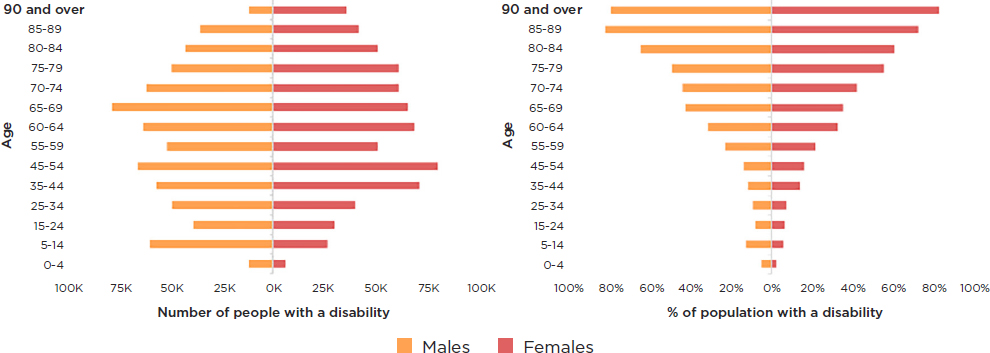 90 and over
85-89
80-84
75-79
70-74
65-69
60-64
55-59
45-54
35-44
25-34
15-24
5-14
0-4
Age
100K 75K 50K 25K 0K 25K 50K 75K 100K
Number of people with a disability
90 and over
85-89
80-84
75-79
70-74
65-69
60-64
55-59
45-54
35-44
25-34
15-24
5-14
0-4
Age
100% 80% 60% 40% 20% 0% 20% 40% 60% 80% 100%
% of population with a disability
Males Females